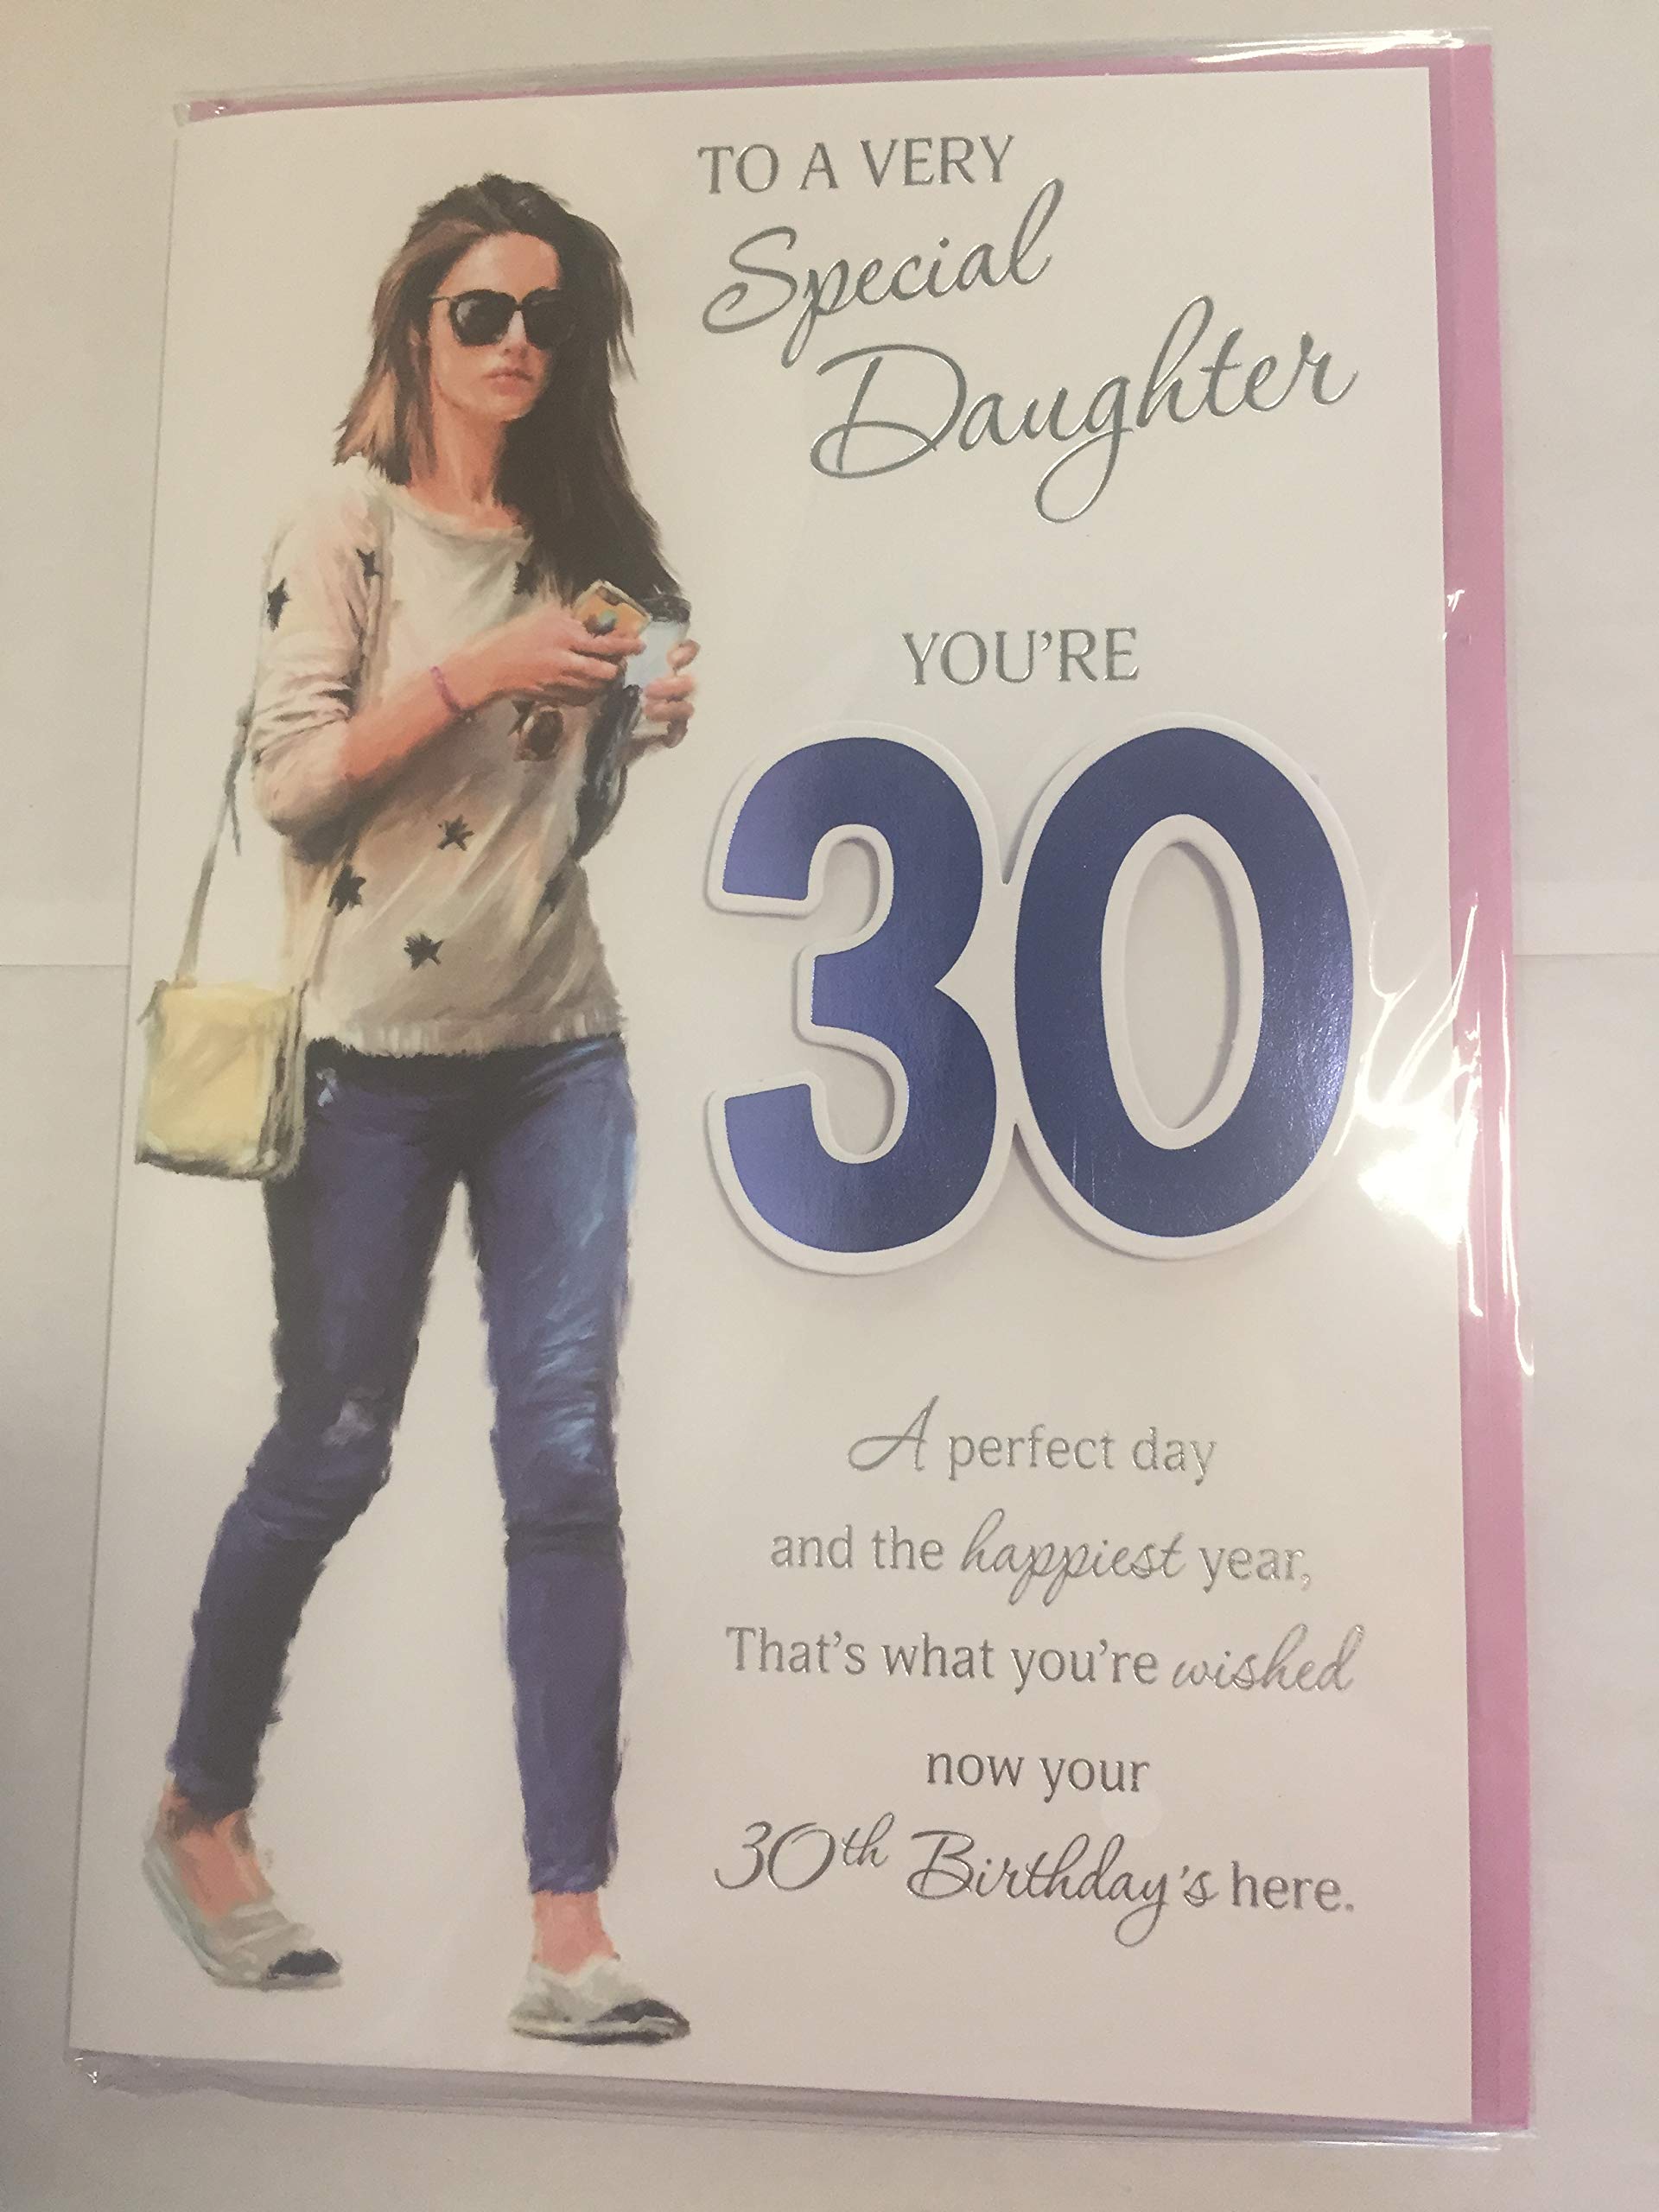 TO A VERY
Special
Daughter
YOU'RE
30
A perfect day
and the happiest year,
That's what you're wished
now your
30th Birthday's here.